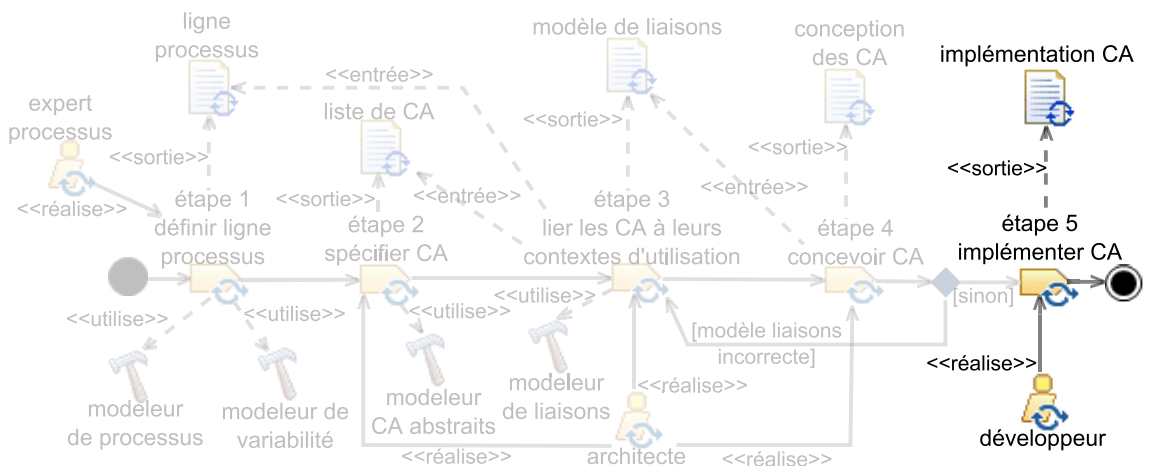 ligne
processus
<<entrée>>
modèle de liaisons
conception
des CA
implémentation CA
expert
processus
liste de CA
<<sortie>>
<<sortie>>
<<sortie>>
<<sortie>>
<<réalise>>
étape 1
définir ligne
processus
<<sortie>>
<<entrée>>
étape 2
spécifier CA
étape 3
lier les CA à leurs
contextes d'utilisation
<<entrée>>
étape 4
concevoir CA
étape 5
implémenter CA
<<utilise>>
<<utilise>>
<<utilise>>
<<utilise>>
[sinon]
[modèle liaisons
incorrecte]
modeleur
de processus
modeleur de
variabilité
modeleur
CA abstraits
modeleur
de liaisons
<<réalise>>
<<réalise>>
architecte
<<réalise>>
<<réalise>>
développeur